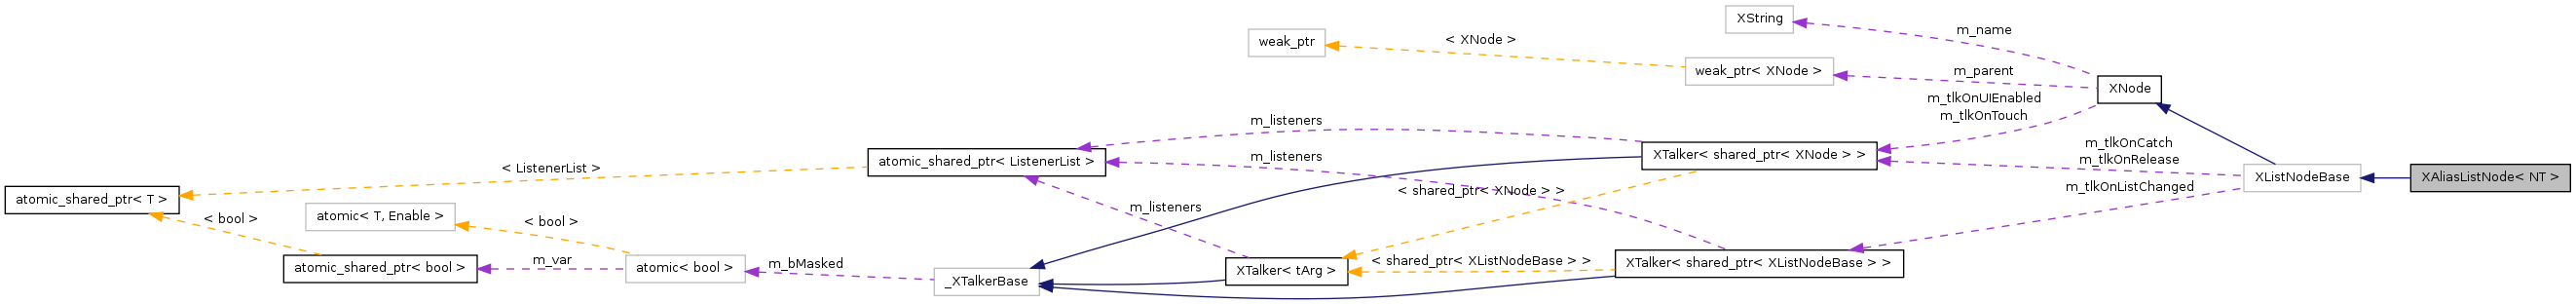 XString
m_name
weak_ptr
< XNode >
weak_ptr< XNode >
m_parent
XNode
m_tlkOnUIEnabled
m_tlkOnTouch
m_listeners
m_tlkOnCatch
m_tlkOnRelease
atomic_shared_ptr< ListenerList >
m_listeners
XTalker< shared_ptr< XNode > >
< ListenerList >
XListNodeBase
XAliasListNode< NT >
< shared_ptr< XNode > >
m_tlkOnListChanged
atomic_shared_ptr< T >
m_listeners
atomic< T, Enable >
< bool >
< bool >
m_var
m_bMasked
< shared_ptr< XListNodeBase > >
XTalker< shared_ptr< XListNodeBase > >
atomic_shared_ptr< bool >
atomic< bool >
XTalker< tArg >
_XTalkerBase